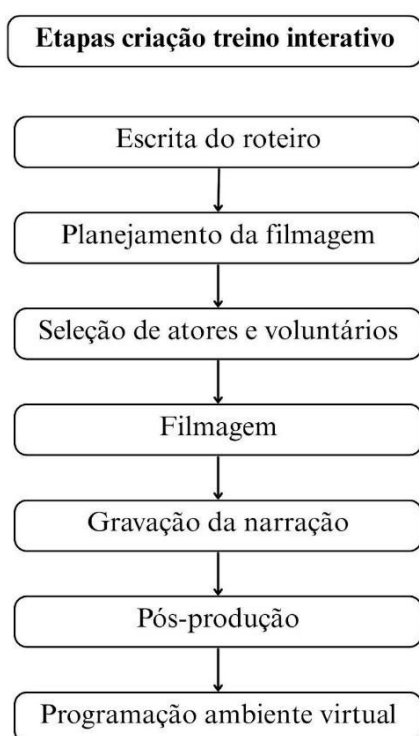 Etapas criação treino interativo
Escrita do roteiro
Planejamento da filmagem
Seleção de atores e voluntários
Filmagem
Gravação da narração
Pós-produção
Programação ambiente virtual